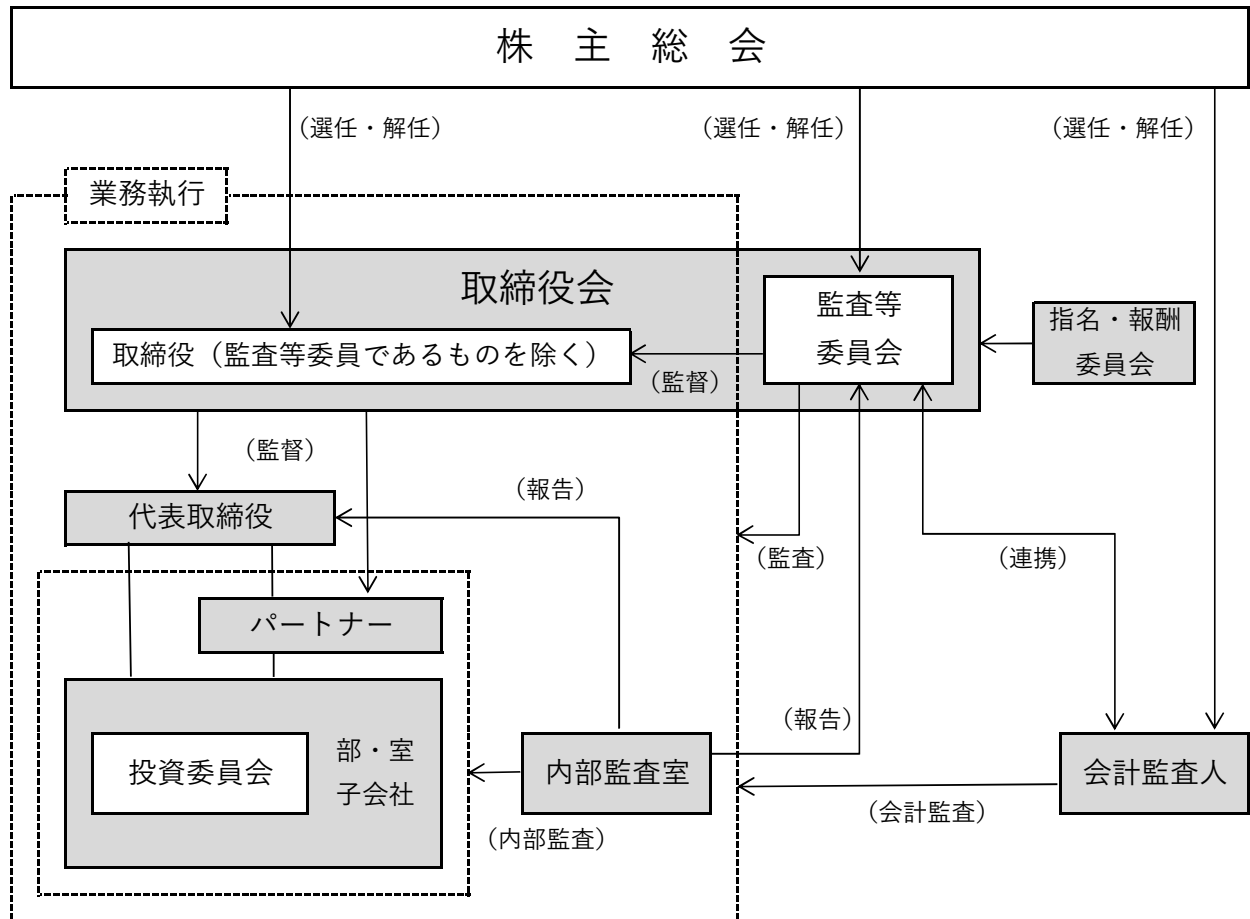 株　主　総　会
（選任・解任）
（選任・解任）
（選任・解任）
業務執行
取締役会
監査等
委員会
指名・報酬
委員会
取締役（監査等委員であるものを除く）
（監督）
（監督）
代表取締役
（報告）
（監査）
（連携）
パートナー
（報告）
投資委員会
部・室
子会社
内部監査室
会計監査人
（会計監査）
（内部監査）